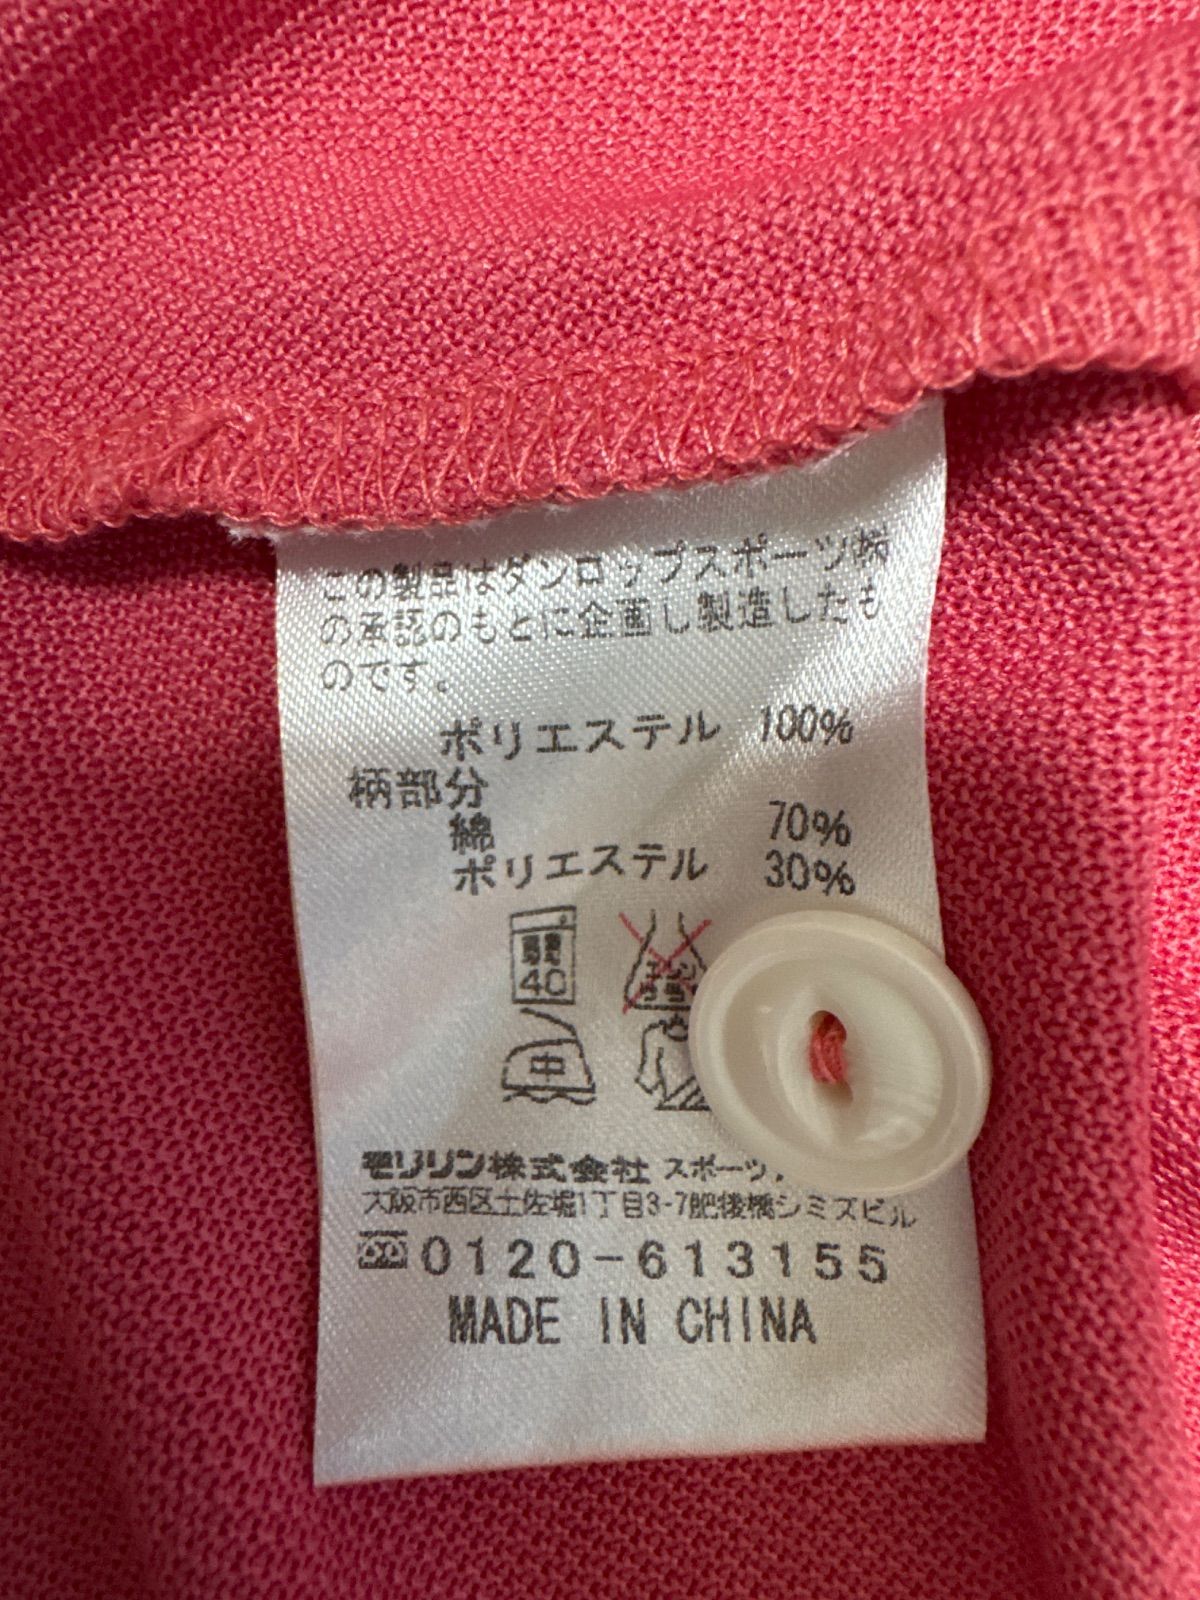 この製品はダンロップスポーツ㈱
の承認のもとに企画し製造したも
のです。
ポリエステル 100%
柄部分
綿 70%
ポリエステル 30%
40
中
モリリン株式会社 スポーツ
大阪市西区土佐堀1丁目3-7肥後橋シミズビル
0120-613155
MADE IN CHINA